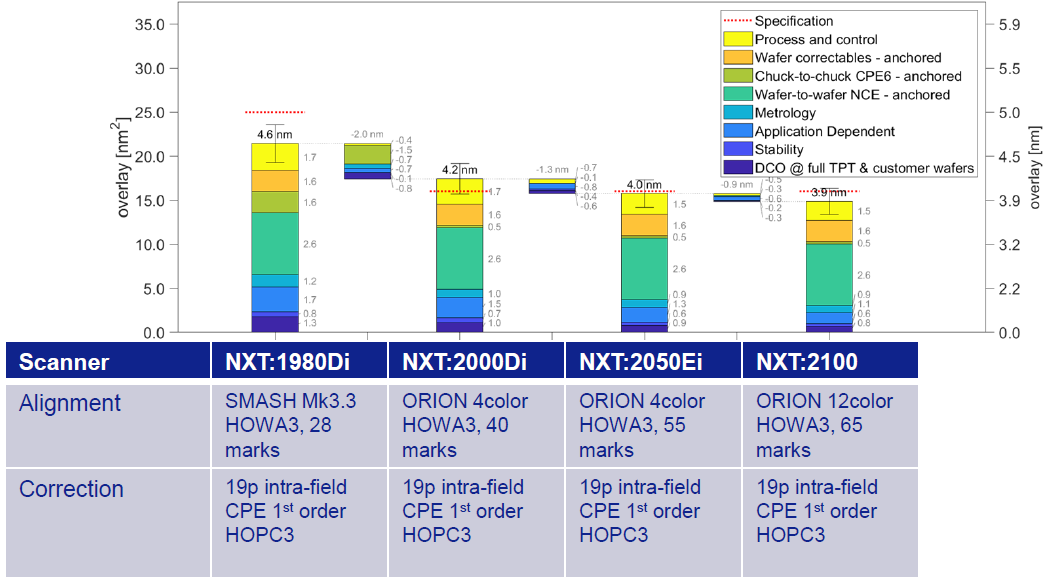 35.0
30.0
25.0
20.0
15.0
10.0
5.0
0.0
overlay [nm²]
5.9
5.5
5.0
4.5
3.9
3.2
2.2
0.0
overlay [nm]
Specification
Process and control
Wafer correctables - anchored
Chuck-to-chuck CPE6 - anchored
Wafer-to-wafer NCE - anchored
Metrology
Application Dependent
Stability
DCO @ full TPT & customer wafers
4.6 nm
1.7
1.6
1.6
2.6
1.2
1.7
0.8
1.3
-2.0 nm
-0.4
-1.5
-0.7
-0.7
-0.1
-0.8
4.2 nm
1.7
1.6
0.5
2.6
1.0
1.5
0.7
1.0
-1.3 nm
-0.7
-0.1
-0.8
-0.4
-0.6
4.0 nm
1.5
1.6
0.5
2.6
0.9
1.3
0.6
0.9
-0.9 nm
-0.5
-0.3
-0.6
-0.2
-0.3
3.9 nm
1.5
1.6
0.5
2.6
0.9
1.1
0.6
0.8
Scanner NXT:1980Di NXT:2000Di NXT:2050Ei NXT:2100
Alignment SMASH Mk3.3 ORION 4color ORION 4color ORION 12color
HOWA3, 28 HOWA3, 40 HOWA3, 55 HOWA3, 65
marks marks marks marks
Correction 19p intra-field 19p intra-field 19p intra-field 19p intra-field
CPE 1st order CPE 1st order CPE 1st order CPE 1st order
HOPC3 HOPC3 HOPC3 HOPC3